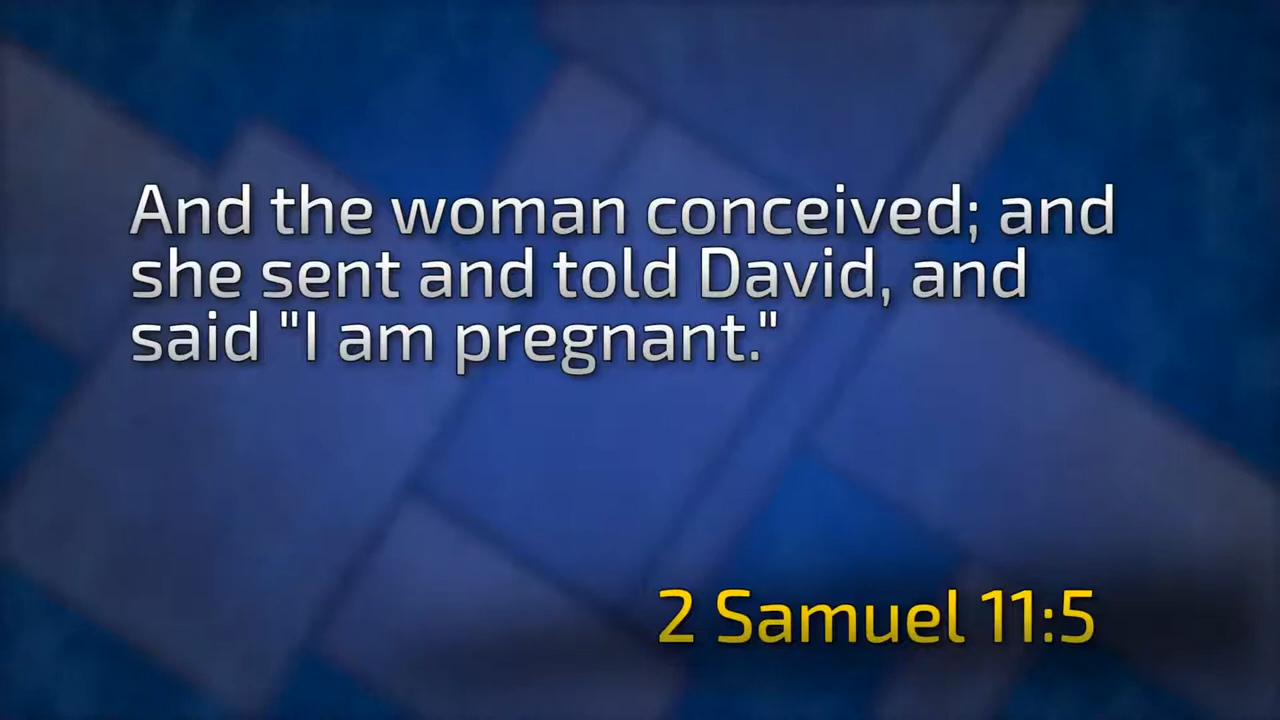 And the woman conceived; and
she sent and told David, and
said "I am pregnant."
2 Samuel 11:5